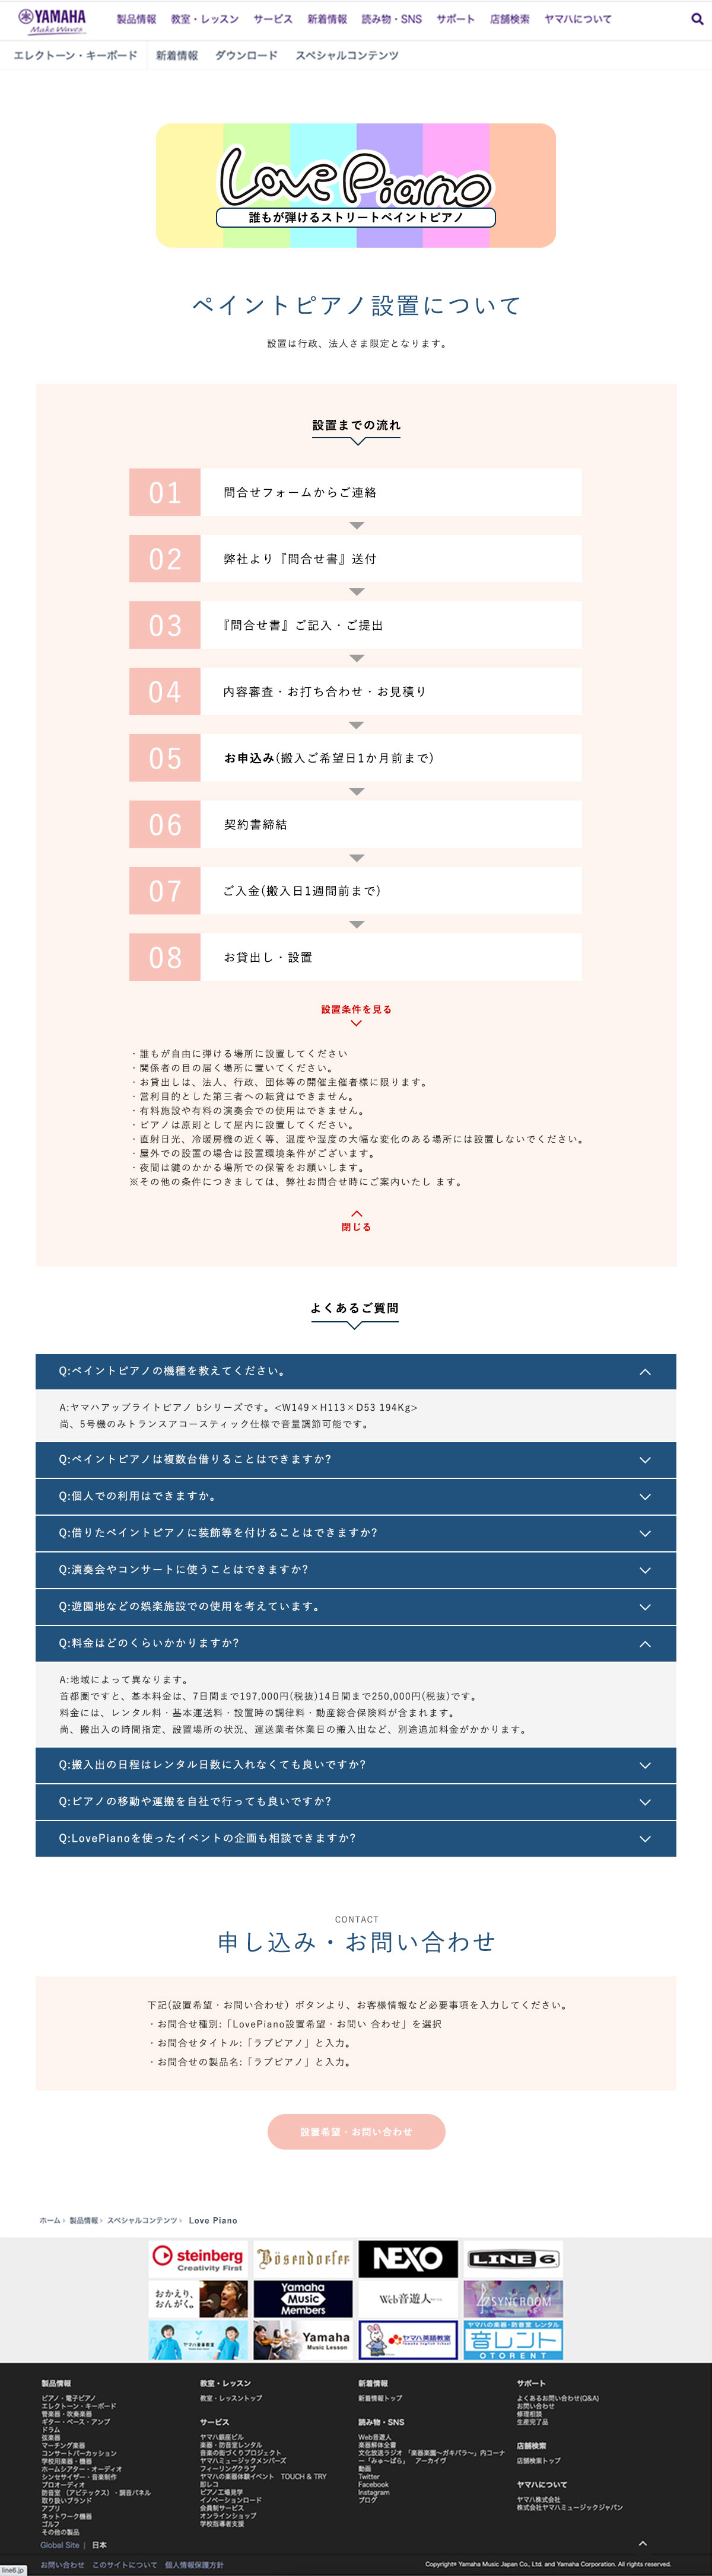 YAMAHA
Make Waves
製品情報 教室・レッスン サービス 新着情報 読み物・SNS サポート 店舗検索 ヤマハについて
エレクトーン・キーボード 新着情報 ダウンロード スペシャルコンテンツ
Love Piano
誰もが弾けるストリートペイントピアノ
ペイントピアノ設置について
設置は行政、法人さま限定となります。
設置までの流れ
01 問合せフォームからご連絡
02 弊社より『問合せ書』送付
03 『問合せ書』ご記入・ご提出
04 内容審査・お打ち合わせ・お見積り
05 お申込み(搬入ご希望日1か月前まで)
06 契約書締結
07 ご入金(搬入日1週間前まで)
08 お貸出し・設置
設置条件を見る
・誰もが自由に弾ける場所に設置してください
・関係者の目の届く場所に置いてください。
・お貸出しは、法人、行政、団体等の開催主催者様に限ります。
・営利目的とした第三者への転貸はできません。
・有料施設や有料の演奏会での使用はできません。
・ピアノは原則として屋内に設置してください。
・直射日光、冷暖房機の近く等、温度や湿度の大幅な変化のある場所には設置しないでください。
・屋外での設置の場合は設置環境条件がございます。
・夜間は鍵のかかる場所での保管をお願いします。
※その他の条件につきましては、弊社お問合せ時にご案内いたし ます。
閉じる
よくあるご質問
Q:ペイントピアノの機種を教えてください。
A:ヤマハアップライトピアノ bシリーズです。<W149×H113×D53 194Kg>
尚、5号機のみトランスアコースティック仕様で音量調節可能です。
Q:ペイントピアノは複数台借りることはできますか?
Q:個人での利用はできますか。
Q:借りたペイントピアノに装飾等を付けることはできますか?
Q:演奏会やコンサートに使うことはできますか?
Q:遊園地などの娯楽施設での使用を考えています。
Q:料金はどのくらいかかりますか?
A:地域によって異なります。
首都圏ですと、基本料金は、7日間まで197,000円(税抜)14日間まで250,000円(税抜)です。
料金には、レンタル料・基本運送料・設置時の調律料・動産総合保険料が含まれます。
尚、搬出入の時間指定、設置場所の状況、運送業者休業日の搬入出など、別途追加料金がかかります。
Q:搬入出の日程はレンタル日数に入れなくても良いですか?
Q:ピアノの移動や運搬を自社で行っても良いですか?
Q:LovePianoを使ったイベントの企画も相談できますか?
CONTACT
申し込み・お問い合わせ
下記(設置希望・お問い合わせ）ボタンより、お客様情報など必要事項を入力してください。
・お問合せ種別:「LovePiano設置希望・お問い 合わせ」を選択
・お問合せタイトル:「ラブピアノ」と入力。
・お問合せの製品名:「ラブピアノ」と入力。
設置希望・お問い合わせ
ホーム › 製品情報 › スペシャルコンテンツ › Love Piano
steinberg
Creativity First
Bösendorfer
NEXO
LINE 6
おかえり、
おんがく。
Yamaha
Music
Members
Web音遊人
SYNCROOM
ヤマハ音楽教室
Yamaha
Music Lesson
ヤマハ英語教室
ヤマハの楽器・防音室 レンタル
音レント
OTORENT
製品情報
ピアノ・電子ピアノ
エレクトーン・キーボード
管楽器・吹奏楽器
ギター・ベース・アンプ
ドラム
弦楽器
マーチング楽器
コンサートパーカッション
学校用楽器・機器
ホームシアター・オーディオ
シンセサイザー・音楽制作
プロオーディオ
防音室（アビテックス）・調音パネル
取り扱いブランド
アプリ
ネットワーク機器
ゴルフ
その他の製品
教室・レッスン
教室・レッスントップ
サービス
ヤマハ銀座ビル
楽器・防音室レンタル
音楽の街づくりプロジェクト
ヤマハミュージックメンバーズ
フィーリングクラブ
ヤマハの楽器体験イベント TOUCH & TRY
即レコ
ピアノ工場見学
イノベーションロード
会員制サービス
オンラインショップ
学校指導者支援
新着情報
新着情報トップ
読み物・SNS
Web音遊人
楽器解体全書
文化放送ラジオ 「楽器楽園～ガキパラ～」内コーナー「みゅ～ぱら」 アーカイヴ
動画
Twitter
Facebook
Instagram
ブログ
サポート
よくあるお問い合わせ(Q&A)
お問い合わせ
修理相談
生産完了品
店舗検索
店舗検索トップ
ヤマハについて
ヤマハ株式会社
株式会社ヤマハミュージックジャパン
Global Site | 日本
お問い合わせ このサイトについて 個人情報保護方針
Copyright© Yamaha Music Japan Co., Ltd. and Yamaha Corporation. All rights reserved.
line6.jp